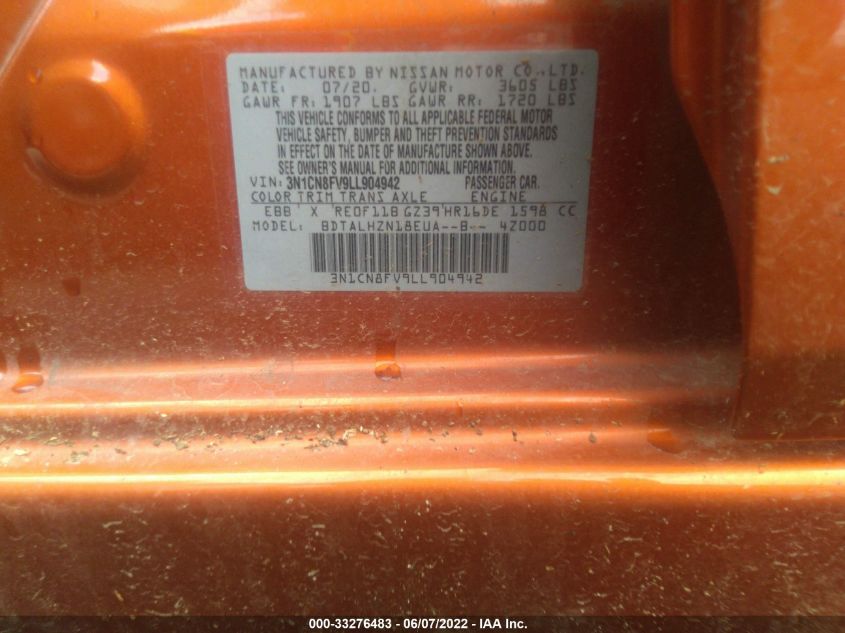 MANUFACTURED BY NISSAN MOTOR CO.,LTD.
DATE: 07/20. GVWR: 3605 LBS
GAWR FR: 1907 LBS GAWR RR: 1720 LBS
THIS VEHICLE CONFORMS TO ALL APPLICABLE FEDERAL MOTOR
VEHICLE SAFETY, BUMPER AND THEFT PREVENTION STANDARDS
IN EFFECT ON THE DATE OF MANUFACTURE SHOWN ABOVE.
SEE OWNER'S MANUAL FOR ADDITIONAL INFORMATION.
VIN: 3N1CN8FV9LL904942 PASSENGER CAR.
COLOR TRIM TRANS AXLE ENGINE
EBB X RE0F11B GZ39 HR16DE 1598 CC
MODEL: BDTALHZN18EUA--B-- 4Z000
3N1CN8FV9LL904942
000-33276483 - 06/07/2022 - IAA Inc.